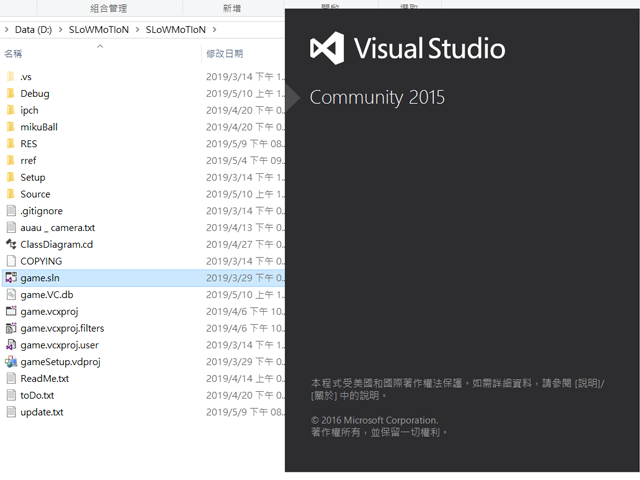 組合管理
新增
Data (D:) > SLoWMoTIoN > SLoWMoTIoN >
名稱
修改日期
.vs 2019/3/14 下午 1...
Debug 2019/5/10 上午 1...
ipch 2019/4/20 下午 0...
mikuBall 2019/4/20 下午 0...
RES 2019/5/9 下午 08...
rref 2019/5/4 下午 09...
Setup 2019/3/14 下午 1...
Source 2019/5/10 上午 1...
.gitignore 2019/3/14 下午 0...
auau _ camera.txt 2019/4/13 下午 0...
ClassDiagram.cd 2019/4/27 下午 0...
COPYING 2019/3/14 下午 0...
game.sln 2019/3/29 下午 0...
game.VC.db 2019/5/10 上午 1...
game.vcxproj 2019/4/6 下午 10...
game.vcxproj.filters 2019/4/6 下午 10...
game.vcxproj.user 2019/3/14 下午 1...
gameSetup.vdproj 2019/3/29 下午 0...
ReadMe.txt 2019/4/14 上午 0...
toDo.txt 2019/4/20 下午 0...
update.txt 2019/5/9 下午 08...
Visual Studio
Community 2015
本程式受美國和國際著作權法保護。如需詳細資料，請參閱 [說明]/
[關於] 中的說明。
© 2016 Microsoft Corporation.
著作權所有，並保留一切權利。